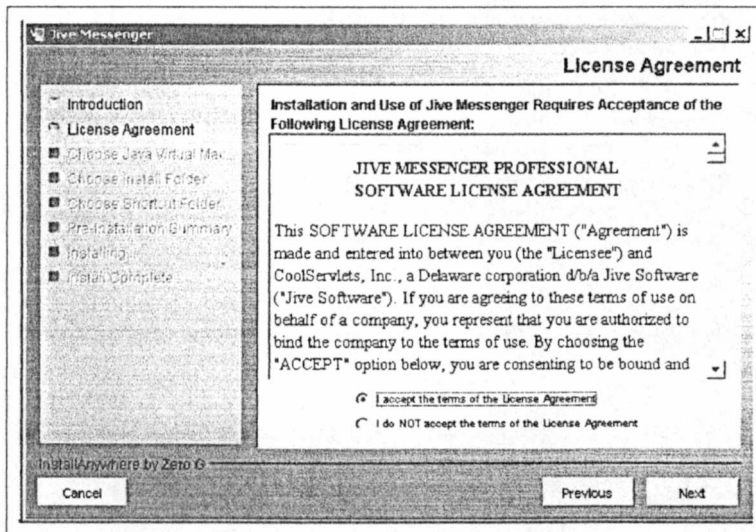 Jive Messenger
License Agreement
Introduction
License Agreement
Choose Java Virtual Mac...
Choose Install Folder
Choose Shortcut Folder
Pre-Installation Summary
Installing...
Install Complete
Installation and Use of Jive Messenger Requires Acceptance of the
Following License Agreement:
JIVE MESSENGER PROFESSIONAL
SOFTWARE LICENSE AGREEMENT
This SOFTWARE LICENSE AGREEMENT ("Agreement") is
made and entered into between you (the "Licensee") and
CoolServlets, Inc., a Delaware corporation d/b/a Jive Software
("Jive Software"). If you are agreeing to these terms of use on
behalf of a company, you represent that you are authorized to
bind the company to the terms of use. By choosing the
"ACCEPT" option below, you are consenting to be bound and
I accept the terms of the License Agreement
I do NOT accept the terms of the License Agreement
InstallAnywhere by Zero G
Cancel
Previous
Next